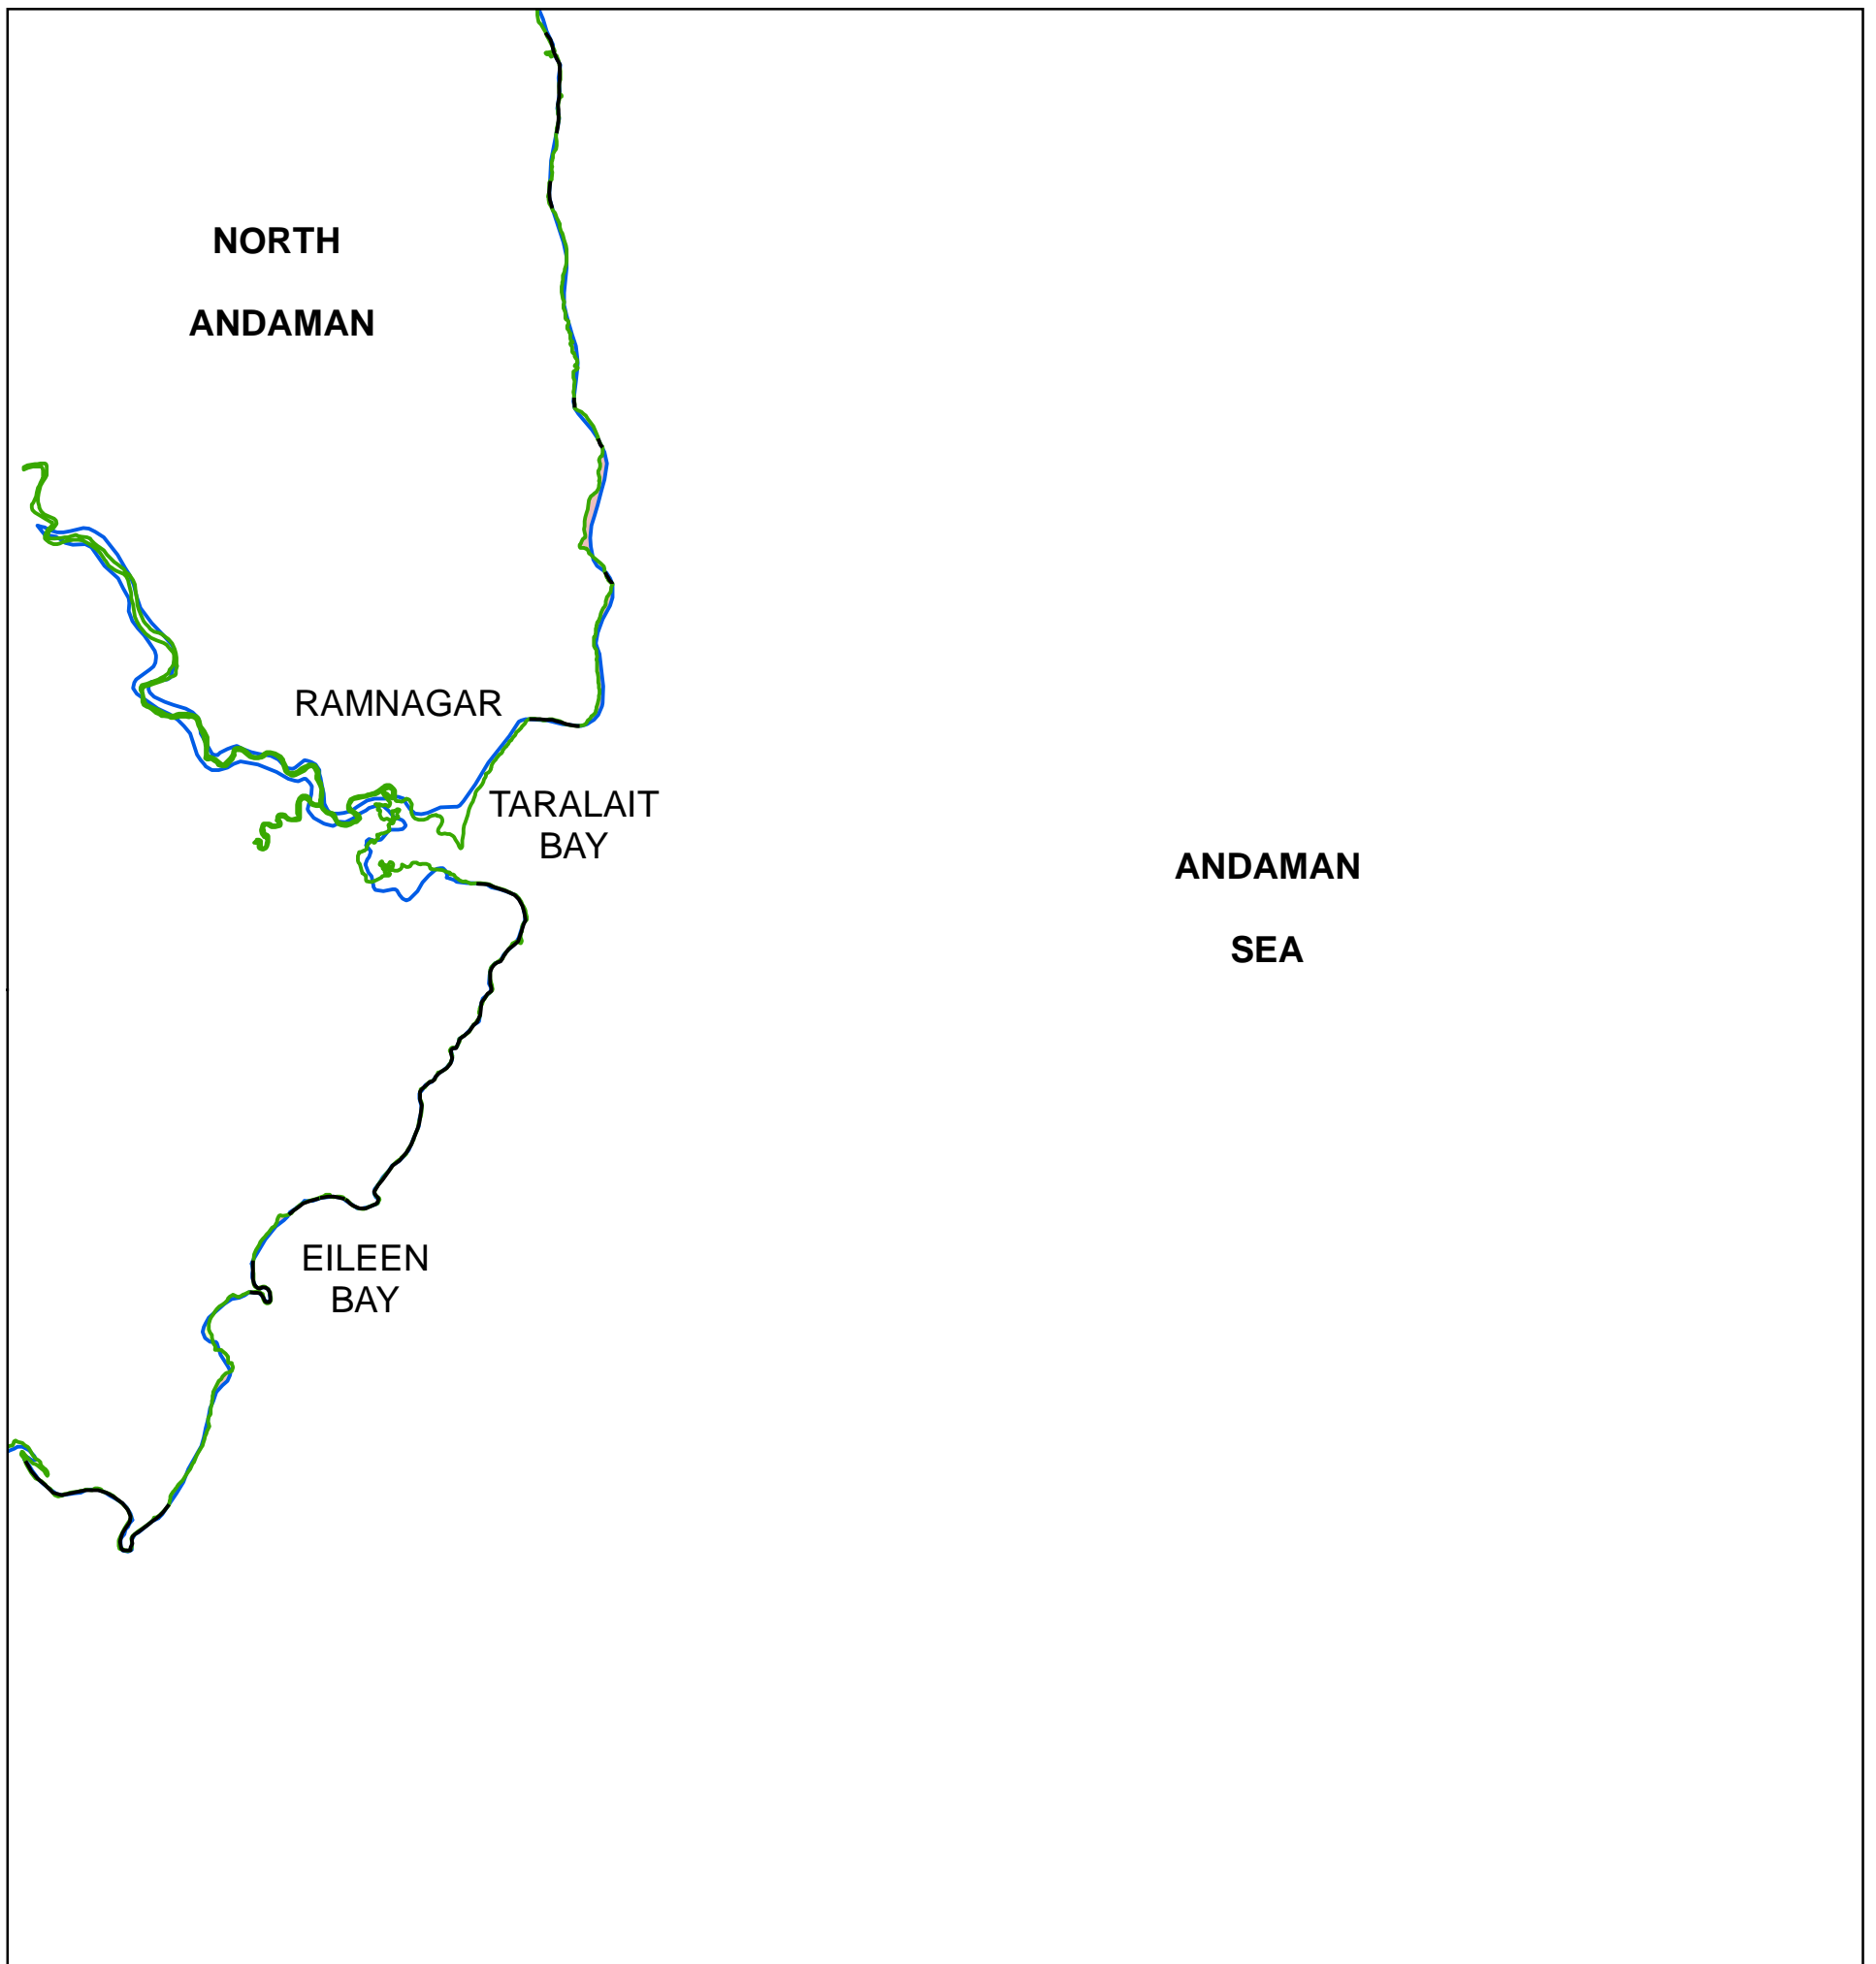 NORTH
ANDAMAN
RAMNAGAR
TARALAIT
BAY
ANDAMAN
SEA
EILEEN
BAY